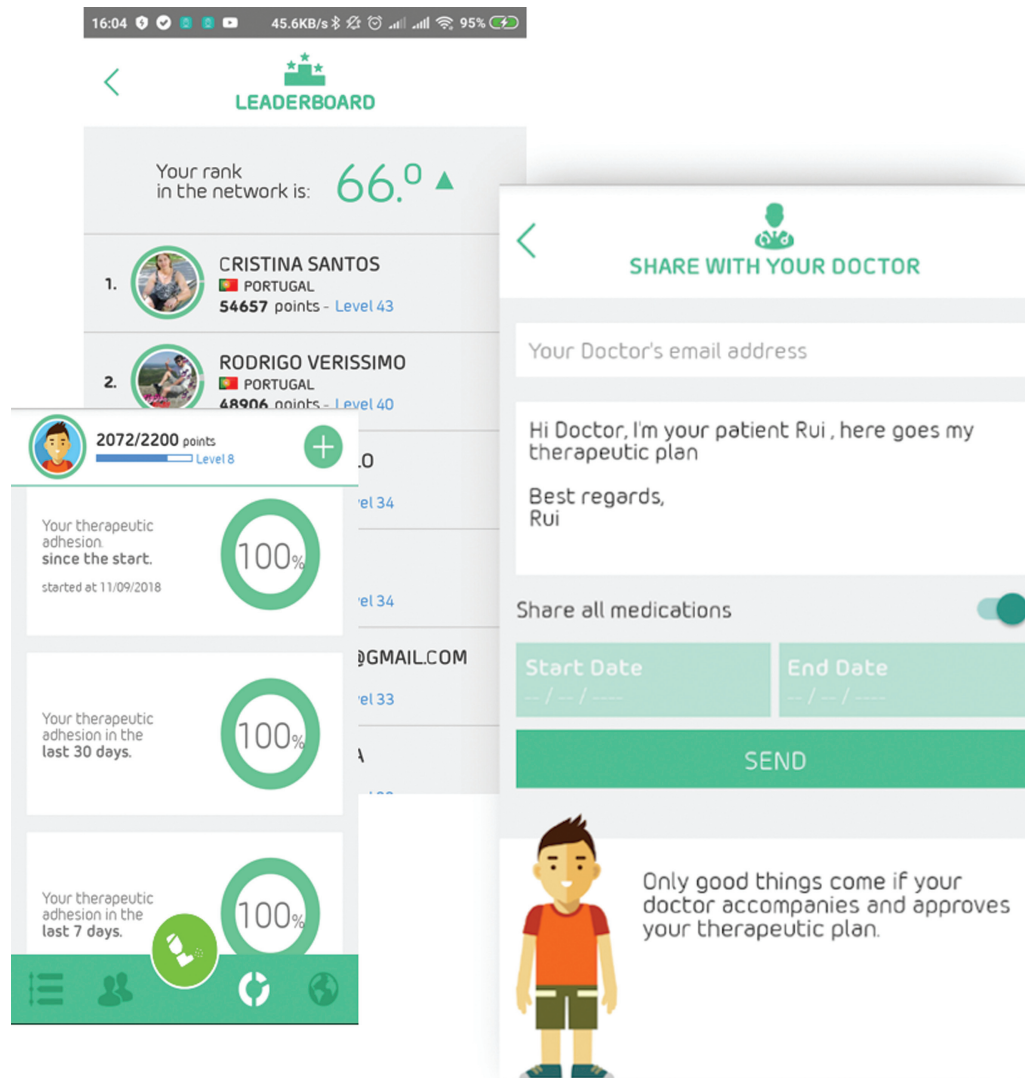 16:04 45.6KB/s 95%
LEADERBOARD
Your rank
in the network is: 66.º
1. CRISTINA SANTOS
PORTUGAL
54657 points - Level 43
2. RODRIGO VERISSIMO
PORTUGAL
48906 points - Level 40
LO
vel 34
vel 34
@GMAIL.COM
vel 33
A
2072/2200 points
Level 8
Your therapeutic
adhesion
since the start.
started at 11/09/2018
100%
Your therapeutic
adhesion in the
last 30 days.
100%
Your therapeutic
adhesion in the
last 7 days.
100%
SHARE WITH YOUR DOCTOR
Your Doctor's email address
Hi Doctor, I'm your patient Rui , here goes my
therapeutic plan
Best regards,
Rui
Share all medications
Start Date End Date
-- / -- / ---- -- / -- / ----
SEND
Only good things come if your
doctor accompanies and approves
your therapeutic plan.